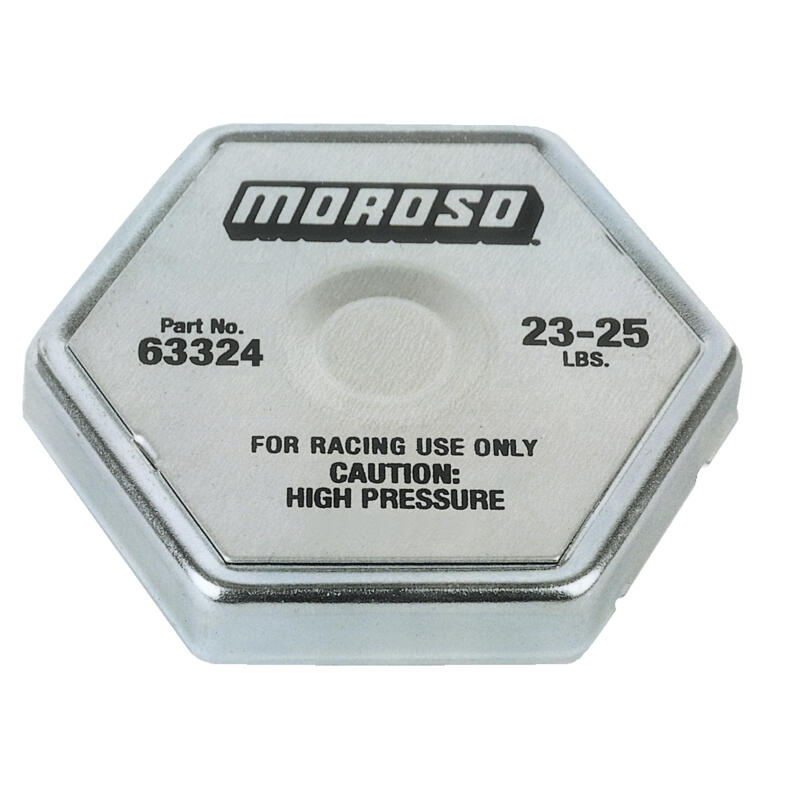 MOROSO
Part No.
63324
23-25
LBS.
FOR RACING USE ONLY
CAUTION:
HIGH PRESSURE